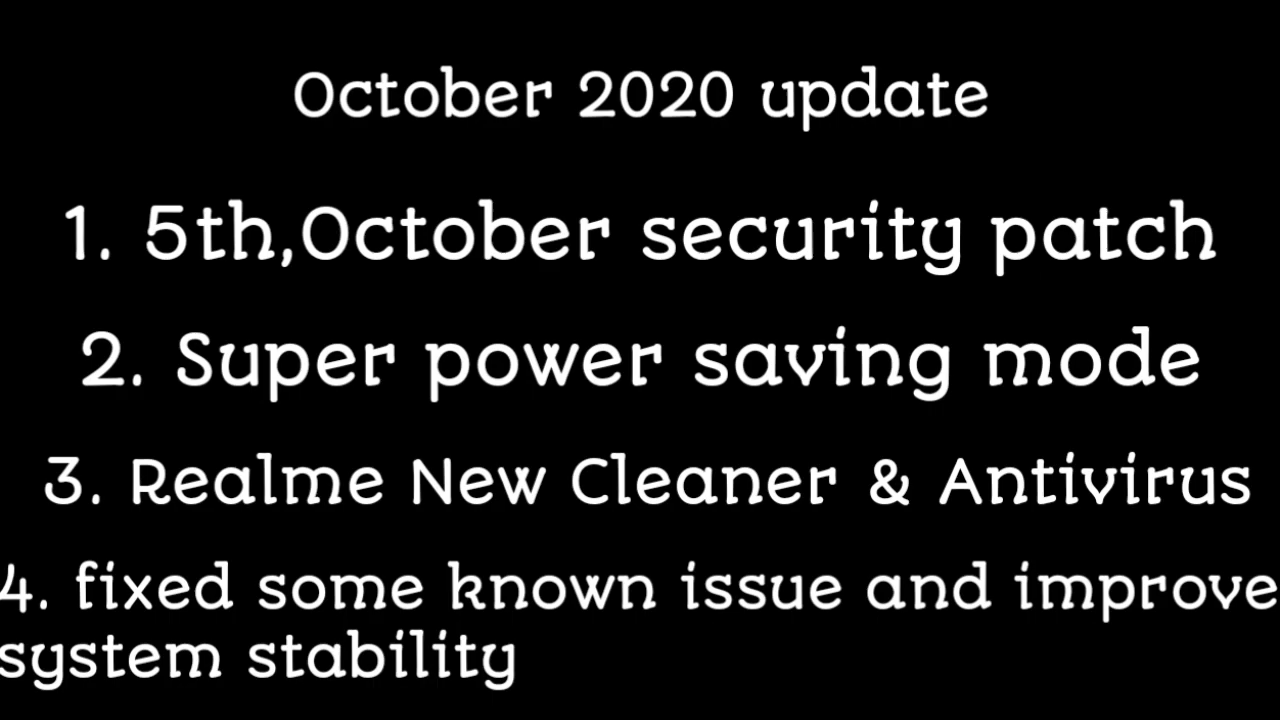 October 2020 update
1. 5th,October security patch
2. Super power saving mode
3. Realme New Cleaner & Antivirus
4. fixed some known issue and improve
system stability